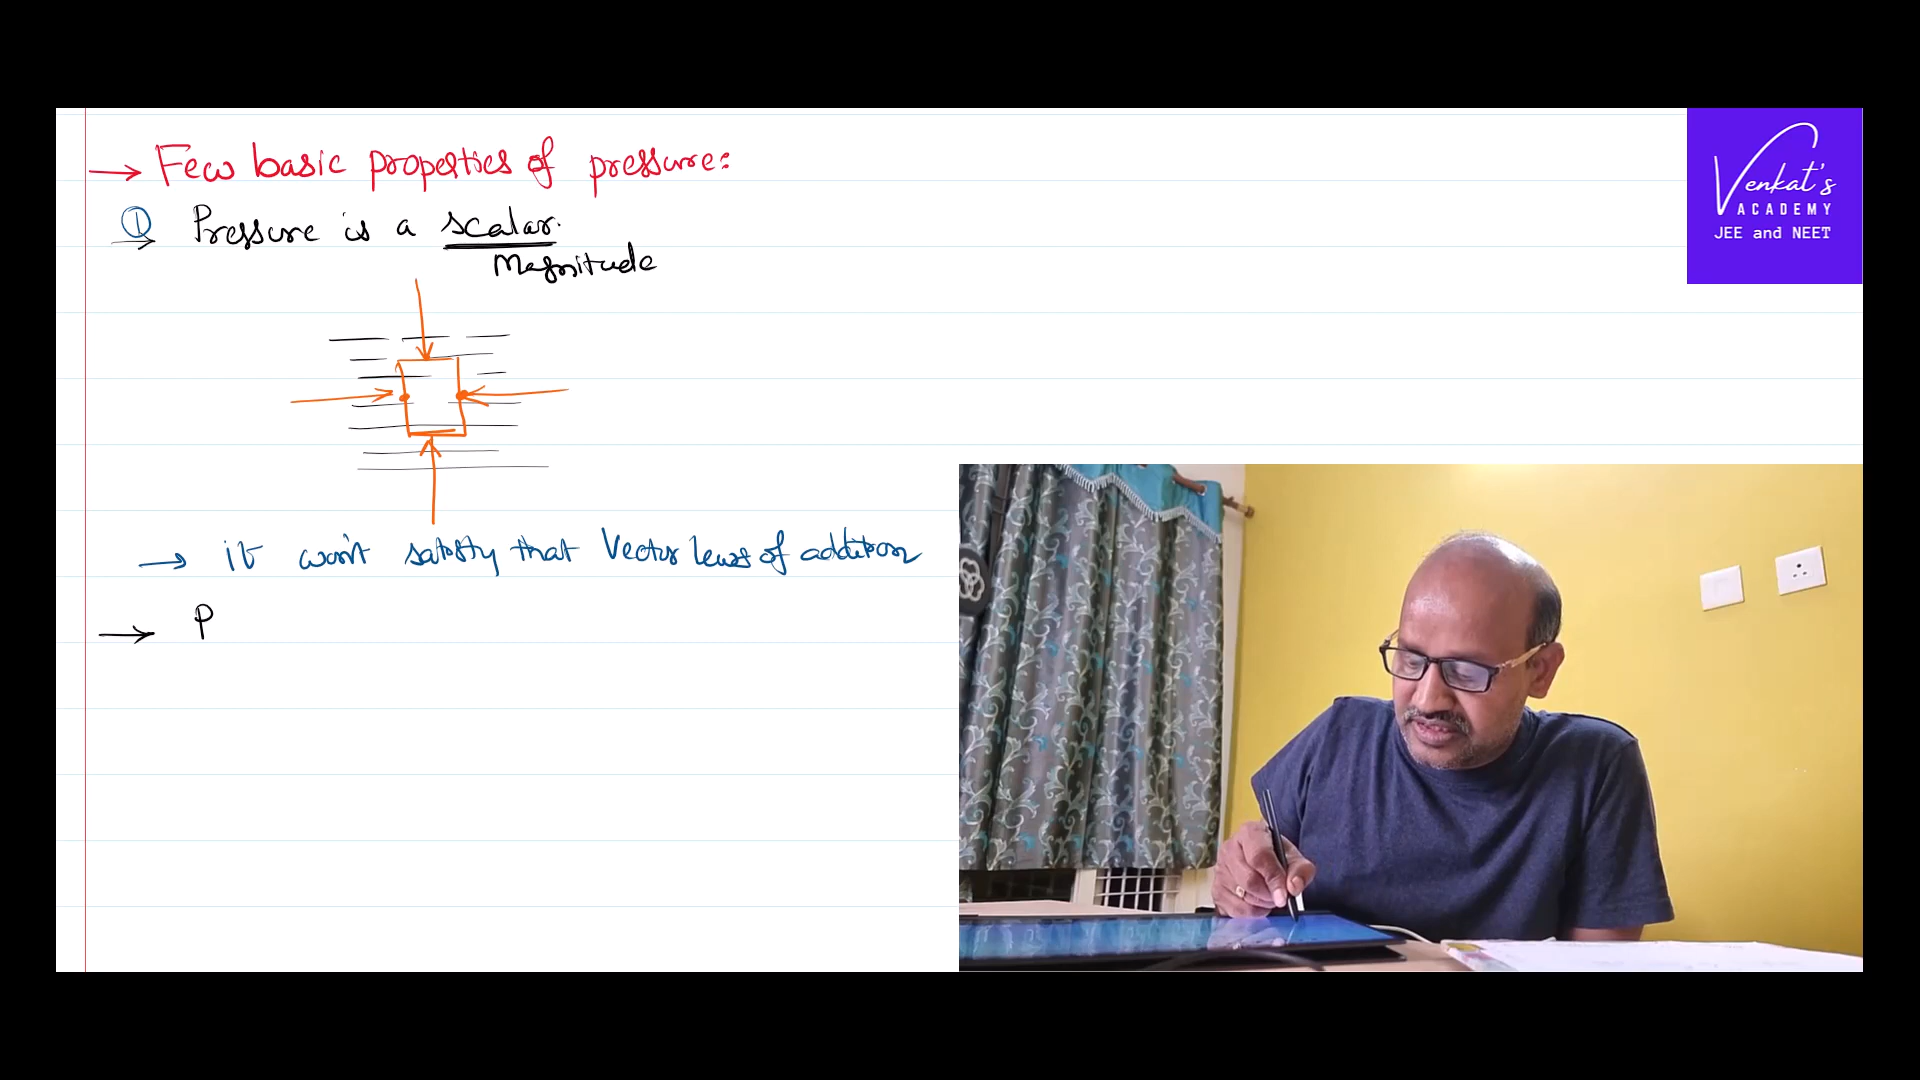 → Few basic properties of pressure:
① Pressure is a scalar.
Magnitude
→ it won't satisfy that Vector laws of addition
→ P
Venkat's
ACADEMY
JEE and NEET